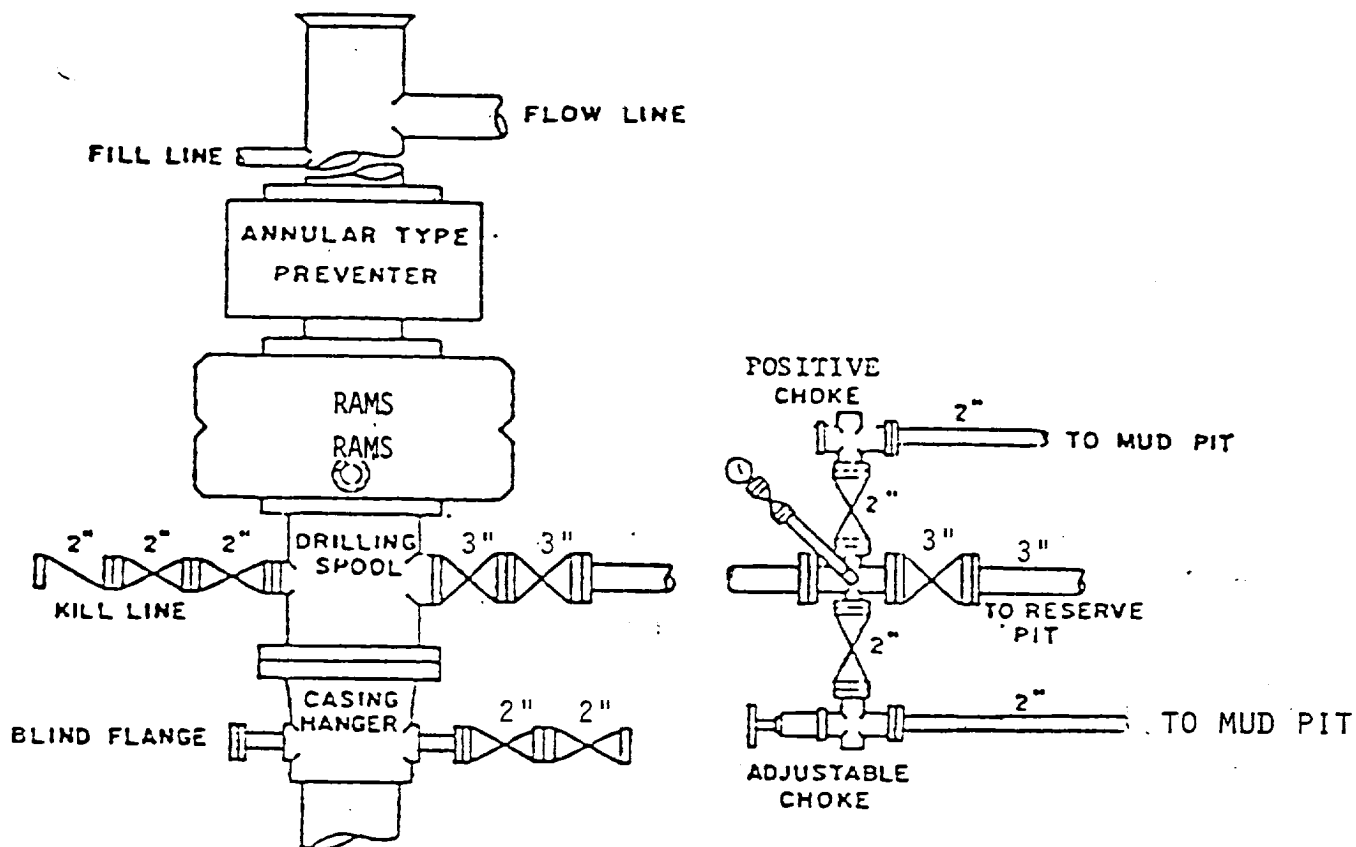 FLOW LINE
FILL LINE
ANNULAR TYPE
PREVENTER
RAMS
RAMS
POSITIVE
CHOKE
2"
TO MUD PIT
2"
2" 2" 2"
DRILLING
SPOOL
3" 3"
3" 3"
KILL LINE
TO RESERVE
PIT
2"
CASING
HANGER
2" 2"
BLIND FLANGE
2"
TO MUD PIT
ADJUSTABLE
CHOKE